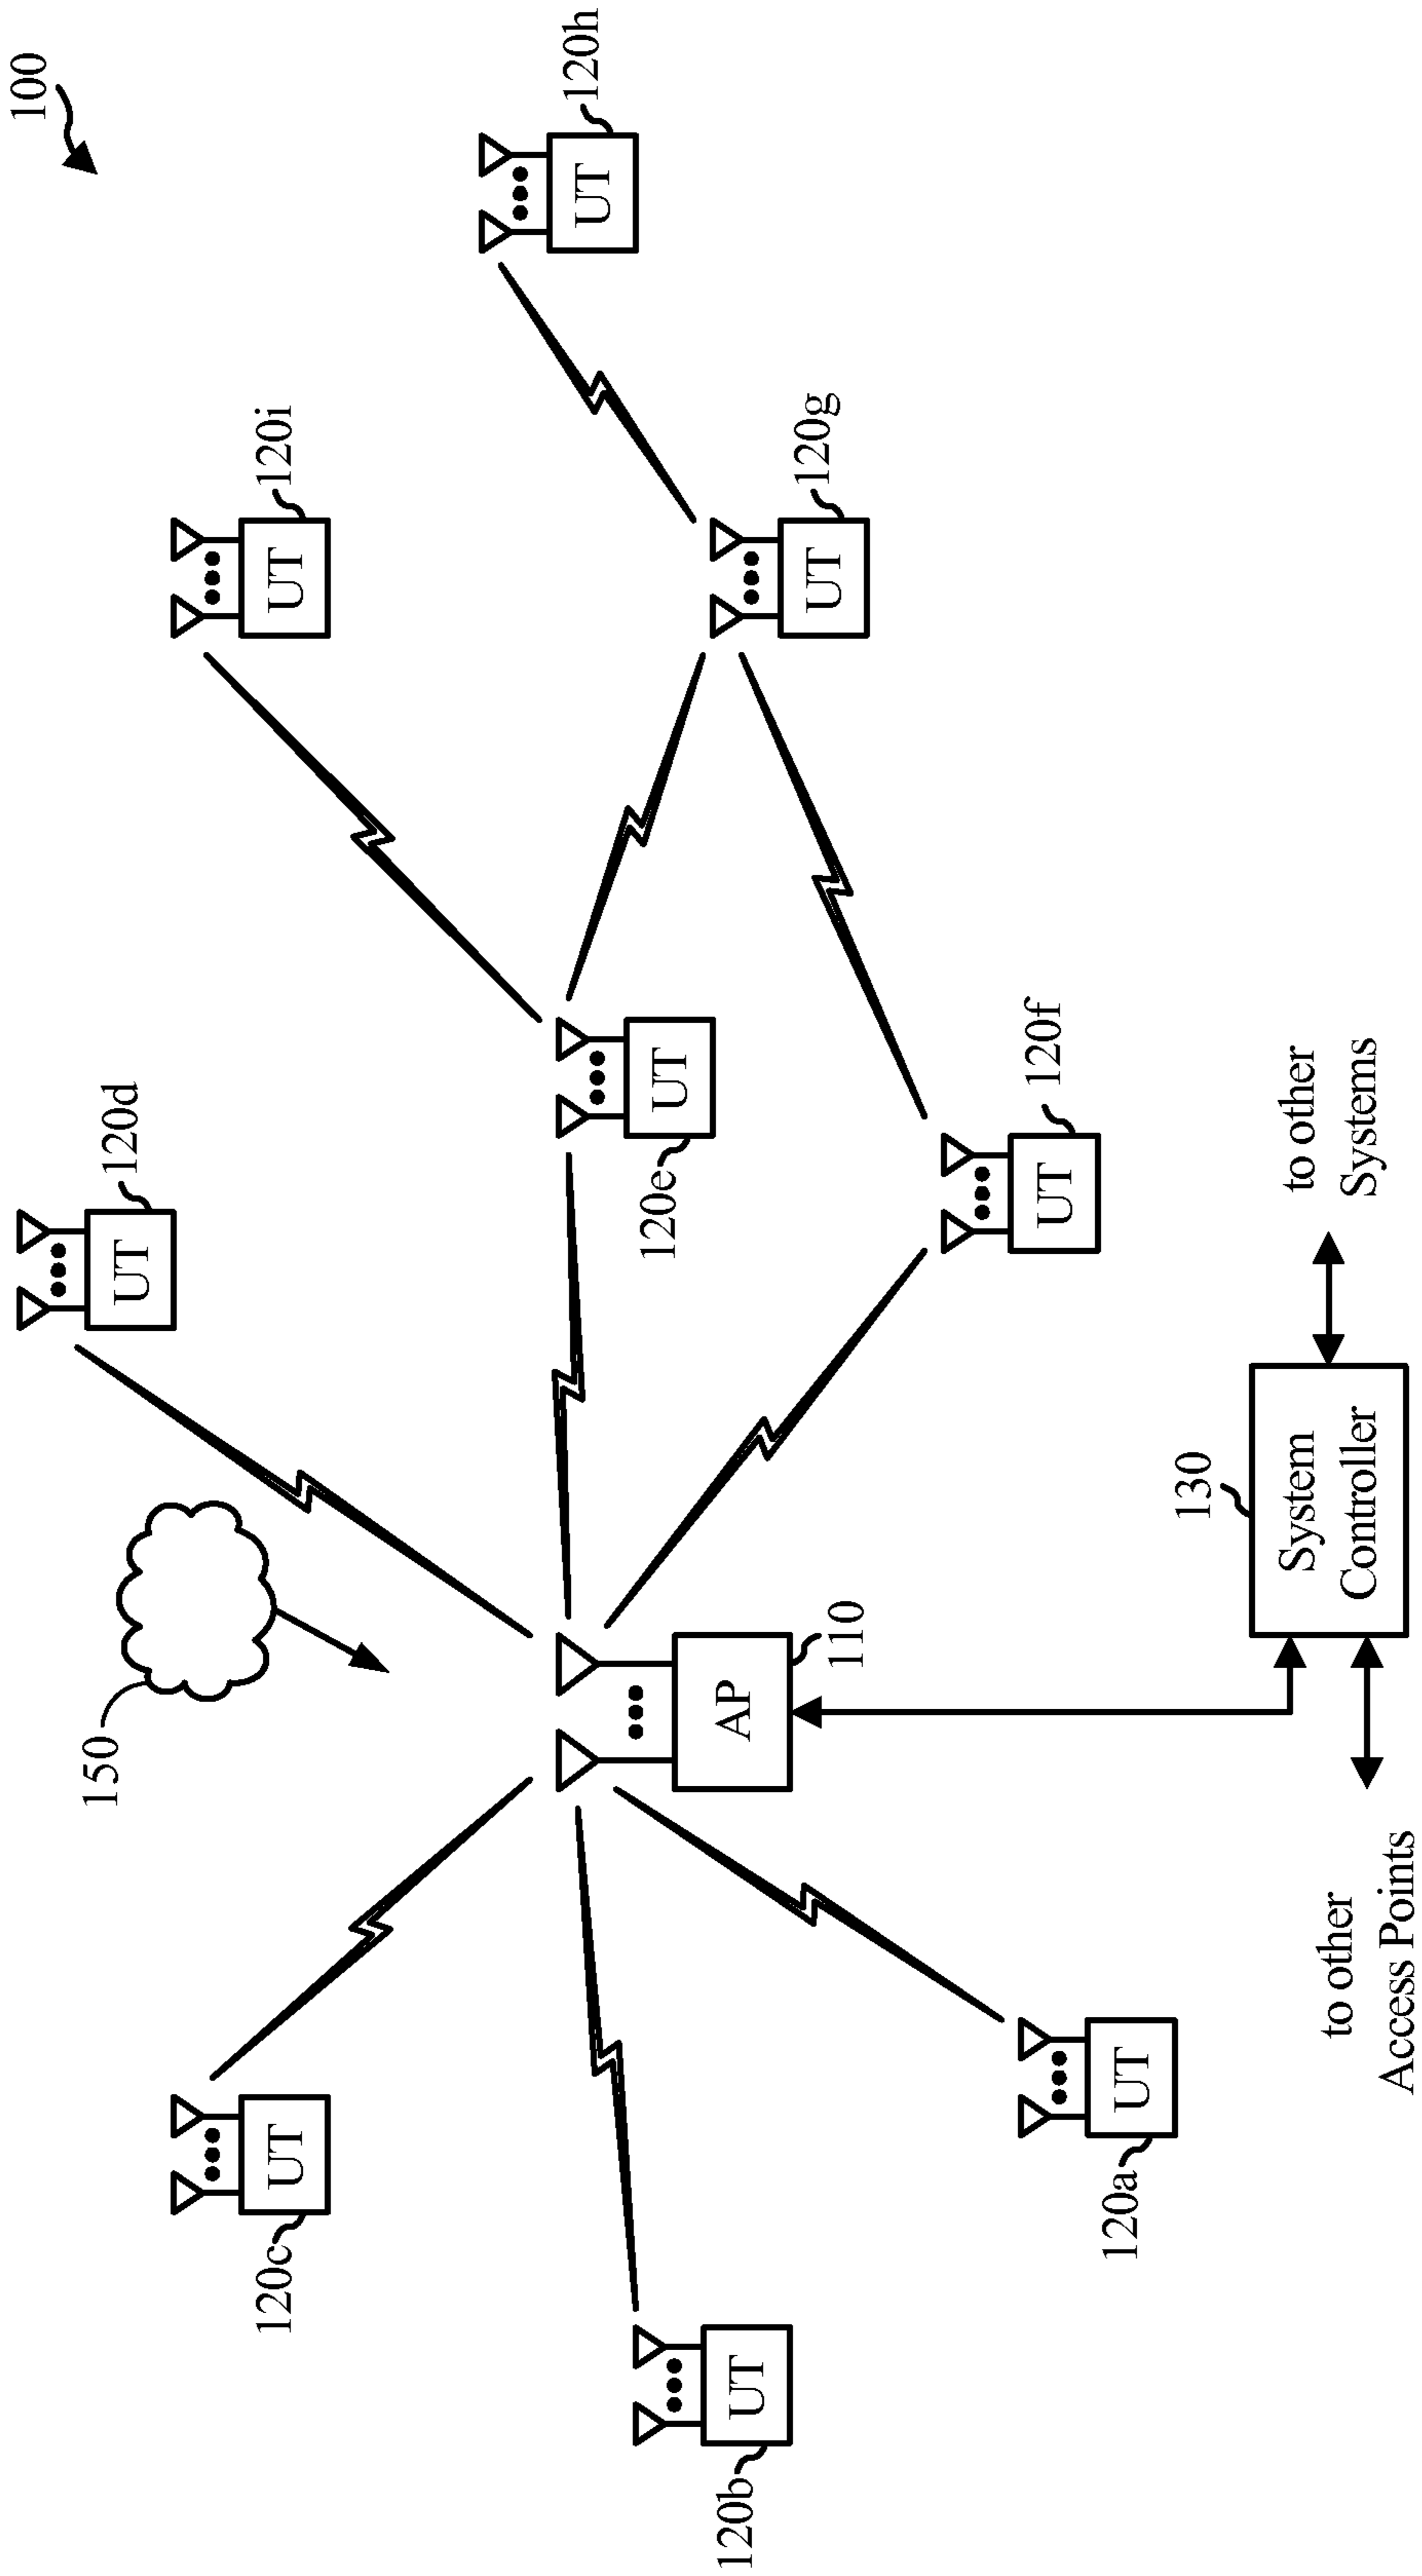 100
120d
UT
120i
UT
120h
UT
150
120c
UT
120e
UT
120g
UT
120b
UT
AP
110
120f
UT
120a
UT
130
System
Controller
to other
Systems
to other
Access Points